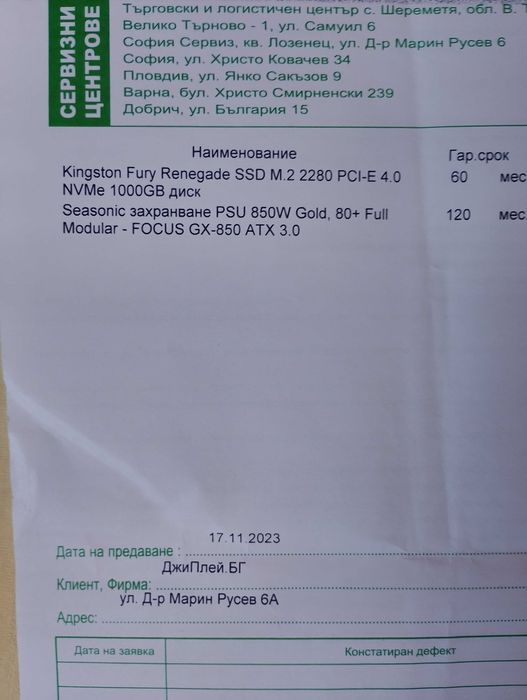 СЕРВИЗНИ
ЦЕНТРОВЕ
Търговски и логистичен център с. Шереметя, обл. В. Т
Велико Търново - 1, ул. Самуил 6
София Сервиз, кв. Лозенец, ул. Д-р Марин Русев 6
София, ул. Христо Ковачев 34
Пловдив, ул. Янко Сакъзов 9
Варна, бул. Христо Смирненски 239
Добрич, ул. България 15
Наименование Гар.срок
Kingston Fury Renegade SSD M.2 2280 PCI-E 4.0 60 мес
NVMe 1000GB диск
Seasonic захранване PSU 850W Gold, 80+ Full 120 мес
Modular - FOCUS GX-850 ATX 3.0
17.11.2023
Дата на предаване :
ДжиПлей.БГ
Клиент, Фирма:
ул. Д-р Марин Русев 6А
Адрес:
Дата на заявка Констатиран дефект